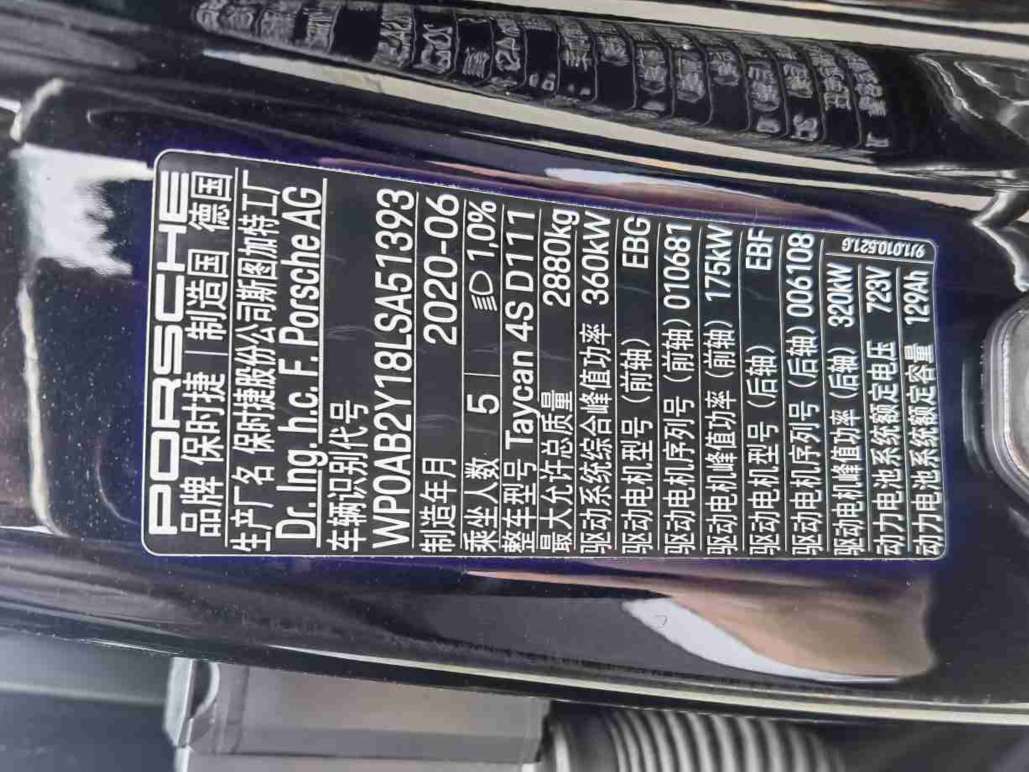 PORSCHE
品牌 保时捷 | 制造国 德国
生产厂名 保时捷股份公司斯图加特工厂
Dr. Ing. h.c. F. Porsche AG
车辆识别代号
WP0AB2Y18LSA51393
制造年月 2020-06
乘坐人数 5 1,0%
整车型号 Taycan 4S D111
最大允许总质量 2880kg
驱动系统综合峰值功率 360kW
驱动电机型号（前轴） EBG
驱动电机序列号（前轴）010681
驱动电机峰值功率（前轴）175kW
驱动电机型号（后轴） EBF
驱动电机序列号（后轴）006108
驱动电机峰值功率（后轴）320kW
动力电池系统额定电压 723V
动力电池系统额定容量 129Ah
9J1.010.621.G